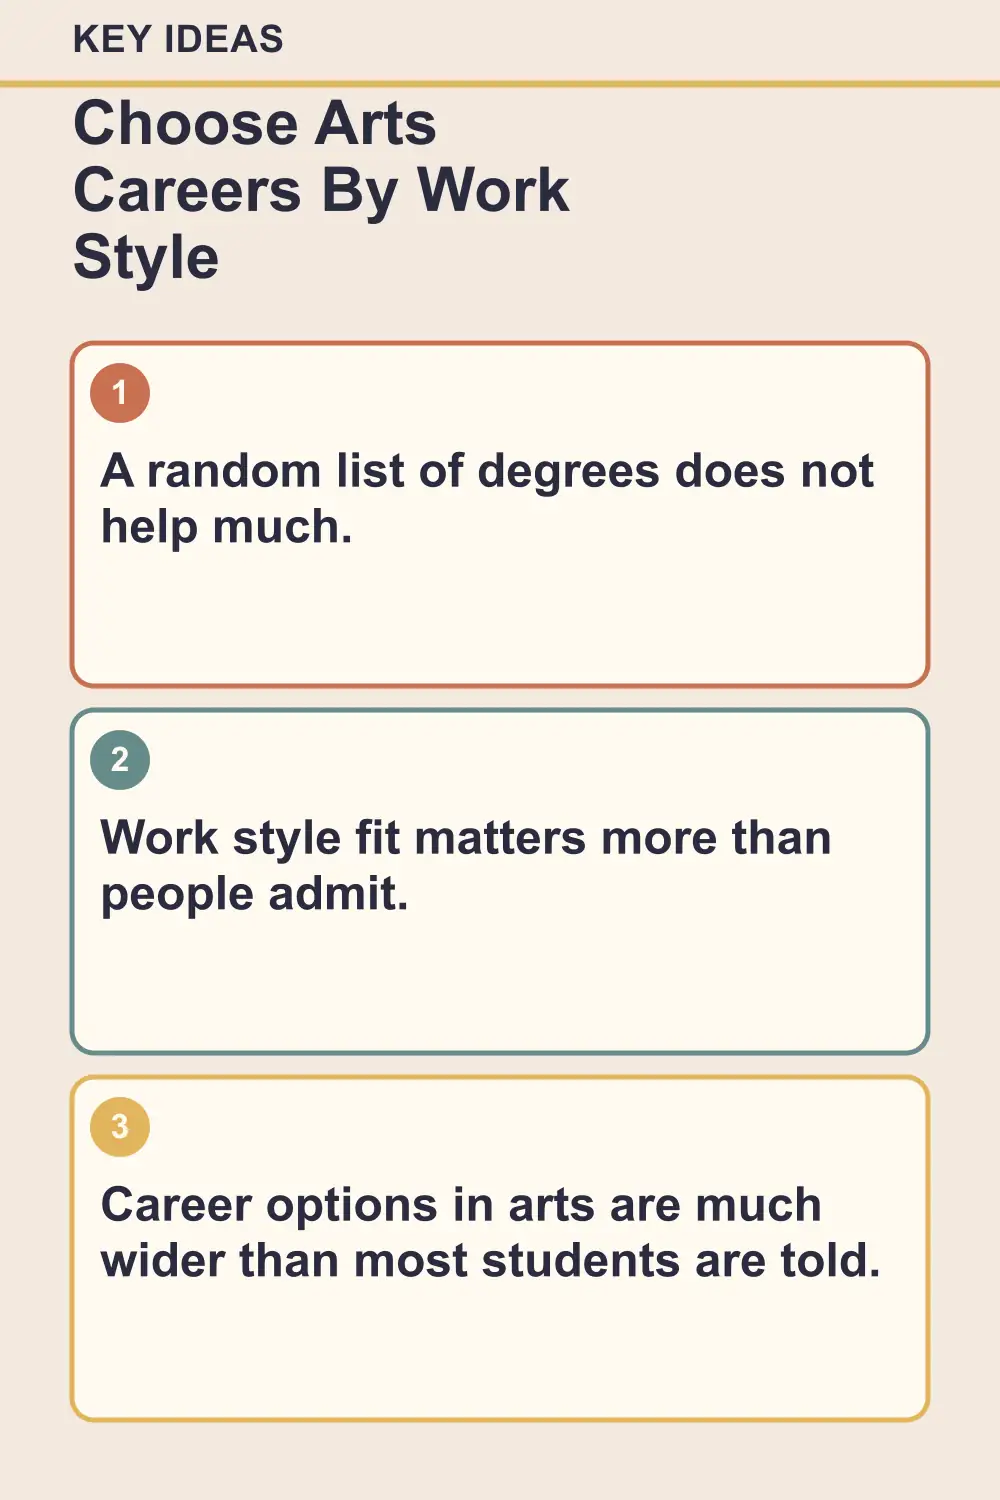 KEY IDEAS
Choose Arts
Careers By Work
Style
1
A random list of degrees does not
help much.
2
Work style fit matters more than
people admit.
3
Career options in arts are much
wider than most students are told.